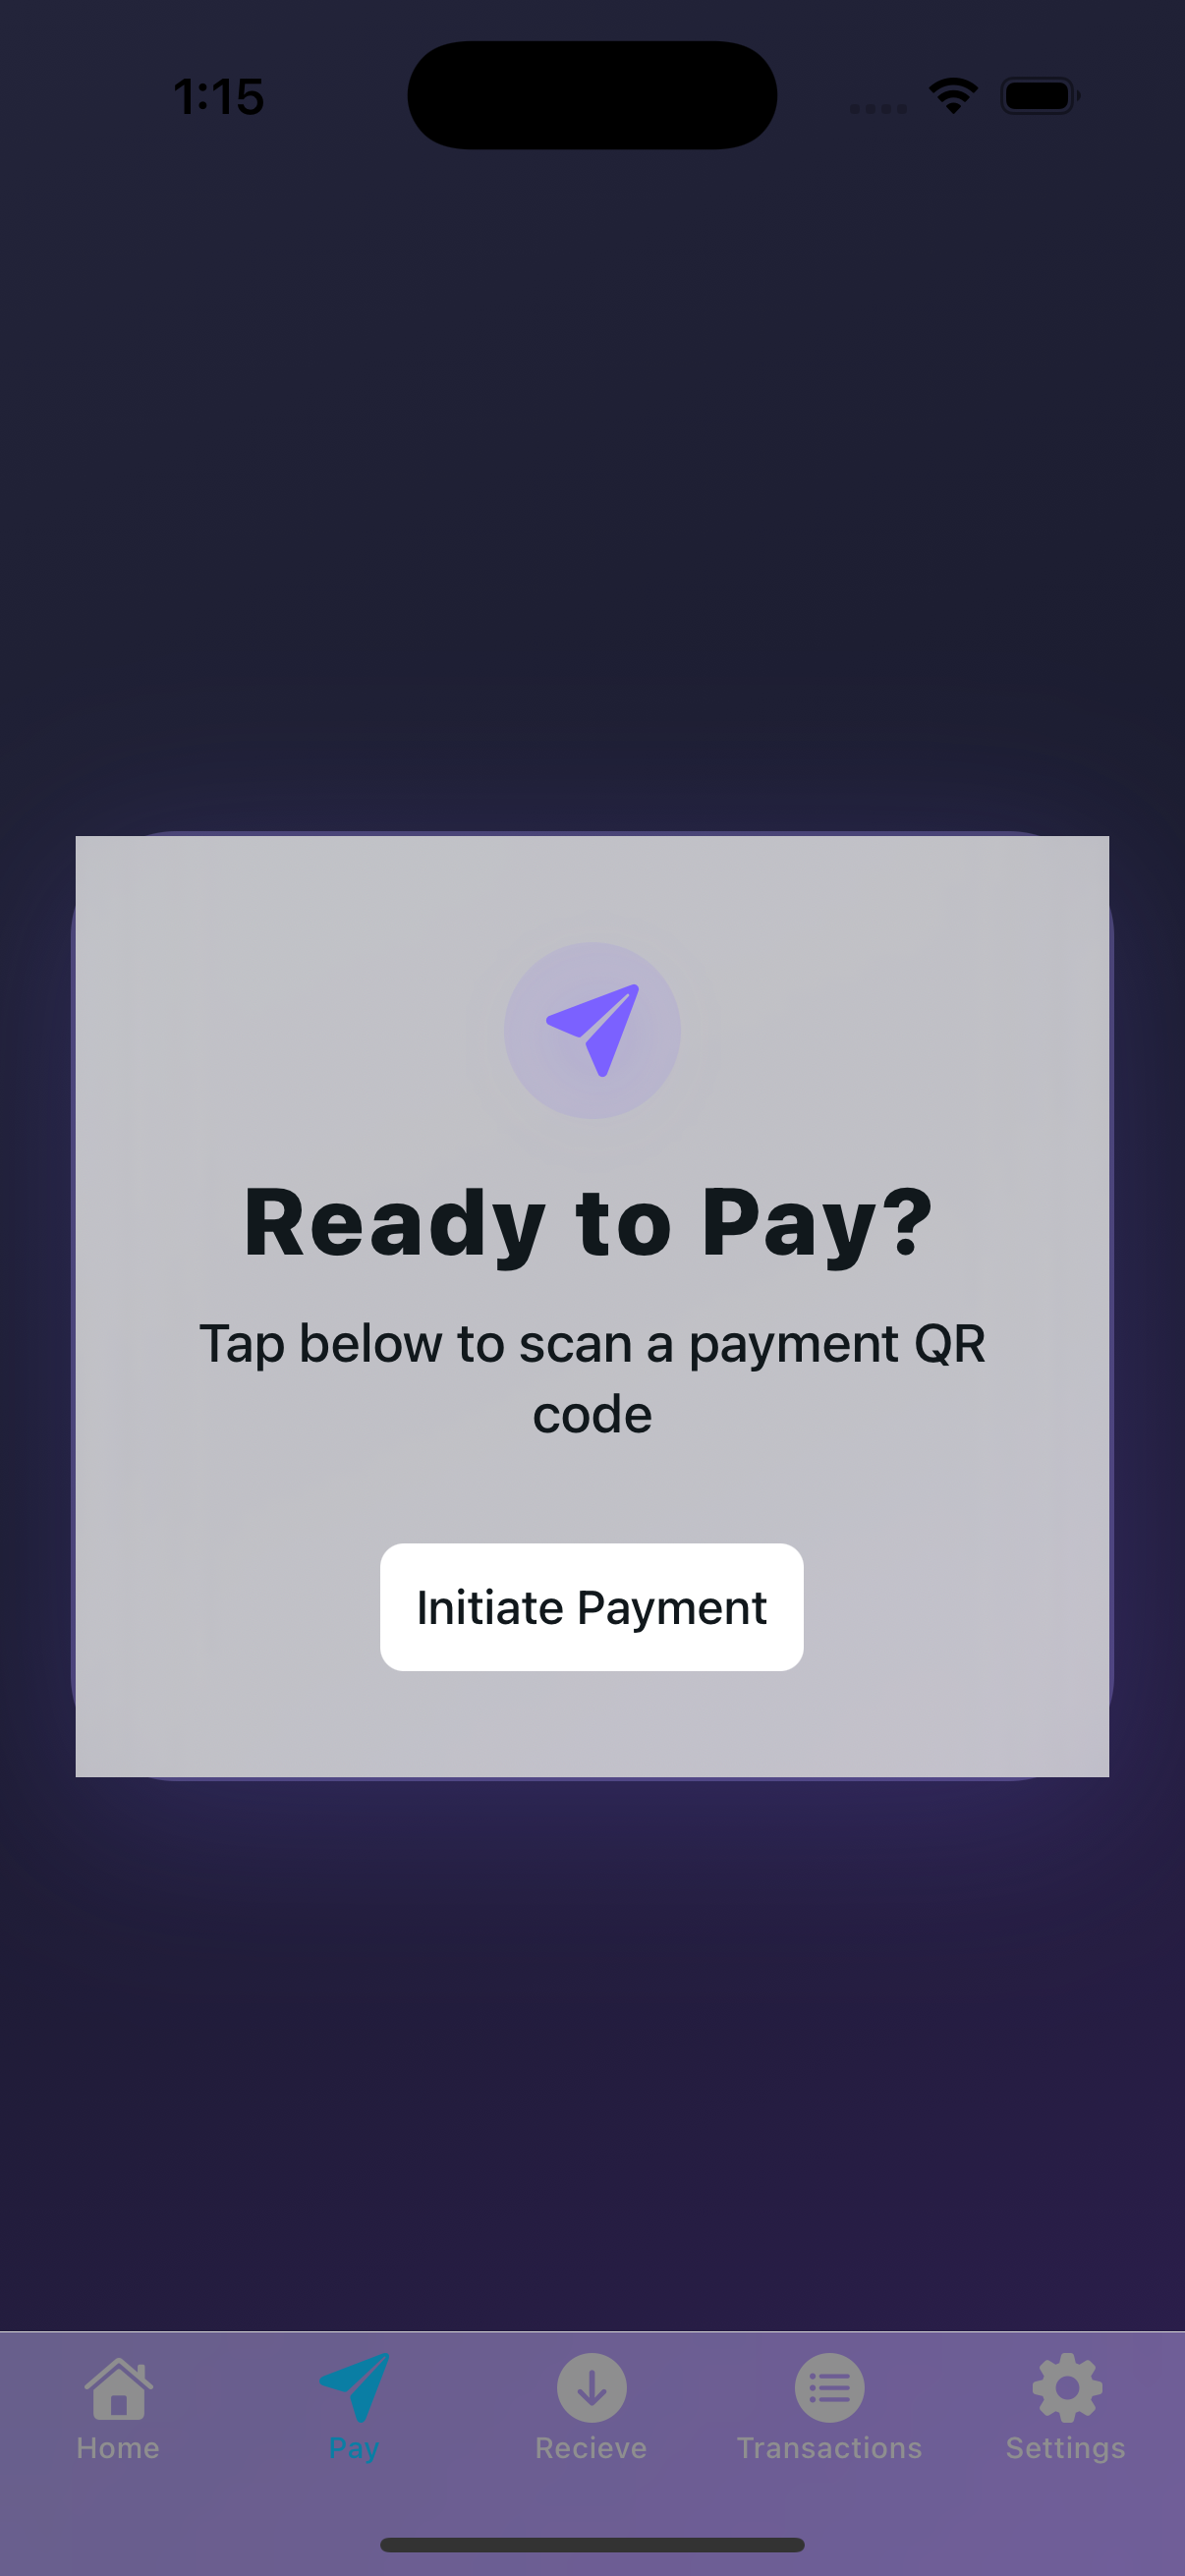 1:15
Ready to Pay?
Tap below to scan a payment QR
code
Initiate Payment
Home
Pay
Recieve
Transactions
Settings